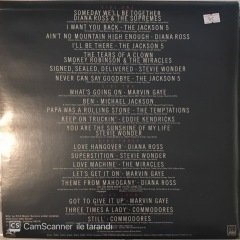 SOMEDAY WE'LL BE TOGETHER
DIANA ROSS & THE SUPREMES
I WANT YOU BACK - THE JACKSON 5
AIN'T NO MOUNTAIN HIGH ENOUGH - DIANA ROSS
I'LL BE THERE - THE JACKSON 5
THE TEARS OF A CLOWN
SMOKEY ROBINSON & THE MIRACLES
SIGNED, SEALED, DELIVERED - STEVIE WONDER
NEVER CAN SAY GOODBYE - THE JACKSON 5
WHAT'S GOING ON - MARVIN GAYE
BEN - MICHAEL JACKSON
PAPA WAS A ROLLING STONE - THE TEMPTATIONS
KEEP ON TRUCKIN' - EDDIE KENDRICKS
YOU ARE THE SUNSHINE OF MY LIFE
STEVIE WONDER
LOVE HANGOVER - DIANA ROSS
SUPERSTITION - STEVIE WONDER
LOVE MACHINE - THE MIRACLES
LET'S GET IT ON - MARVIN GAYE
THEME FROM MAHOGANY - DIANA ROSS
GOT TO GIVE IT UP - MARVIN GAYE
THREE TIMES A LADY - COMMODORES
STILL - COMMODORES
CS CamScanner ile tarandı